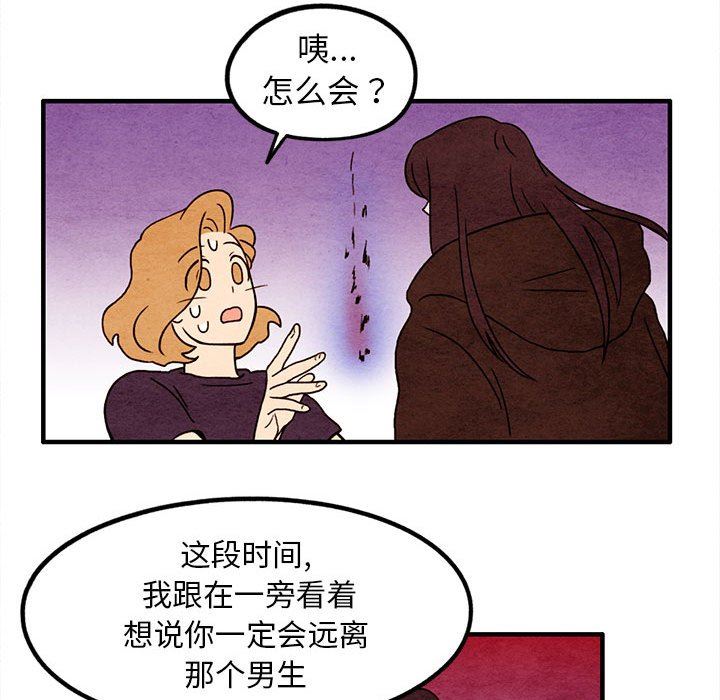 咦...
怎么会？
这段时间,
我跟在一旁看着
想说你一定会远离
那个男生